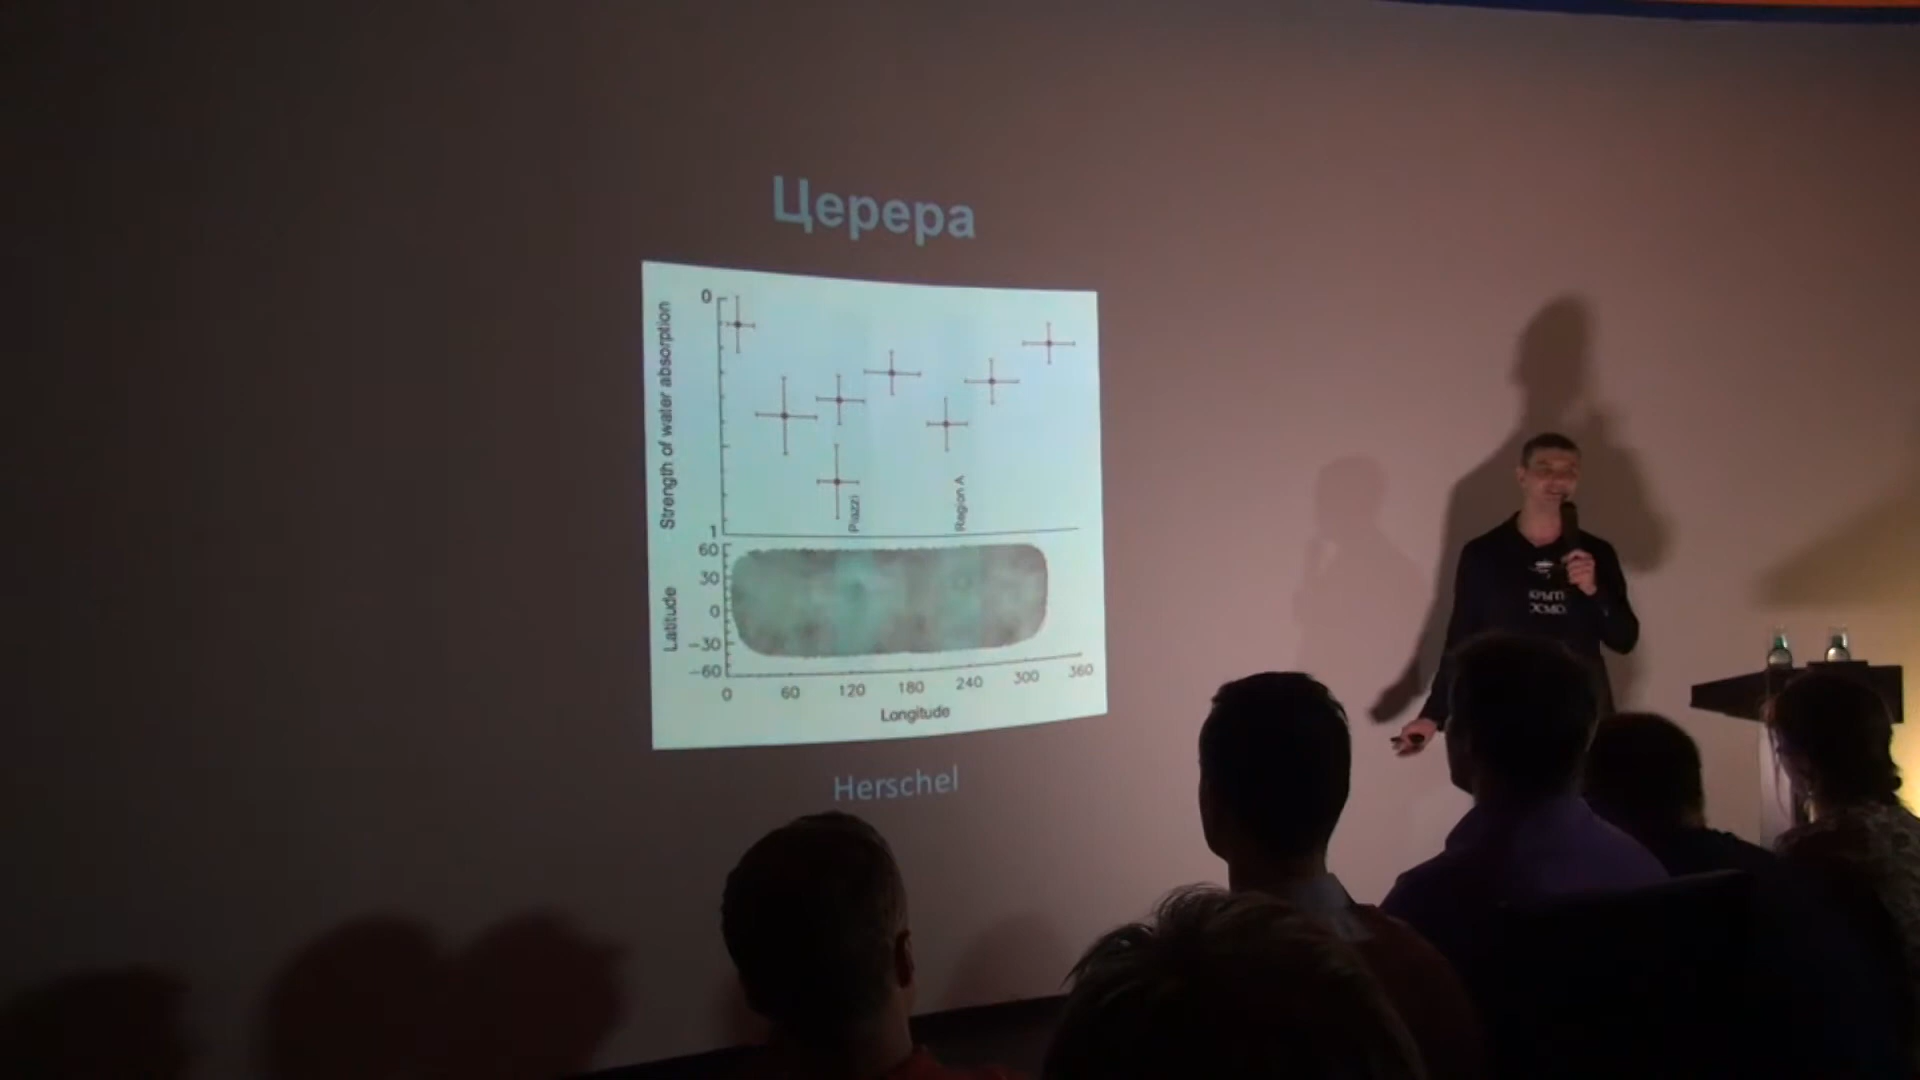 Церера
Strength of water absorption
0
1
Piazzi
Region A
Latitude
60
30
0
-30
-60
0 60 120 180 240 300 360
Longitude
Herschel